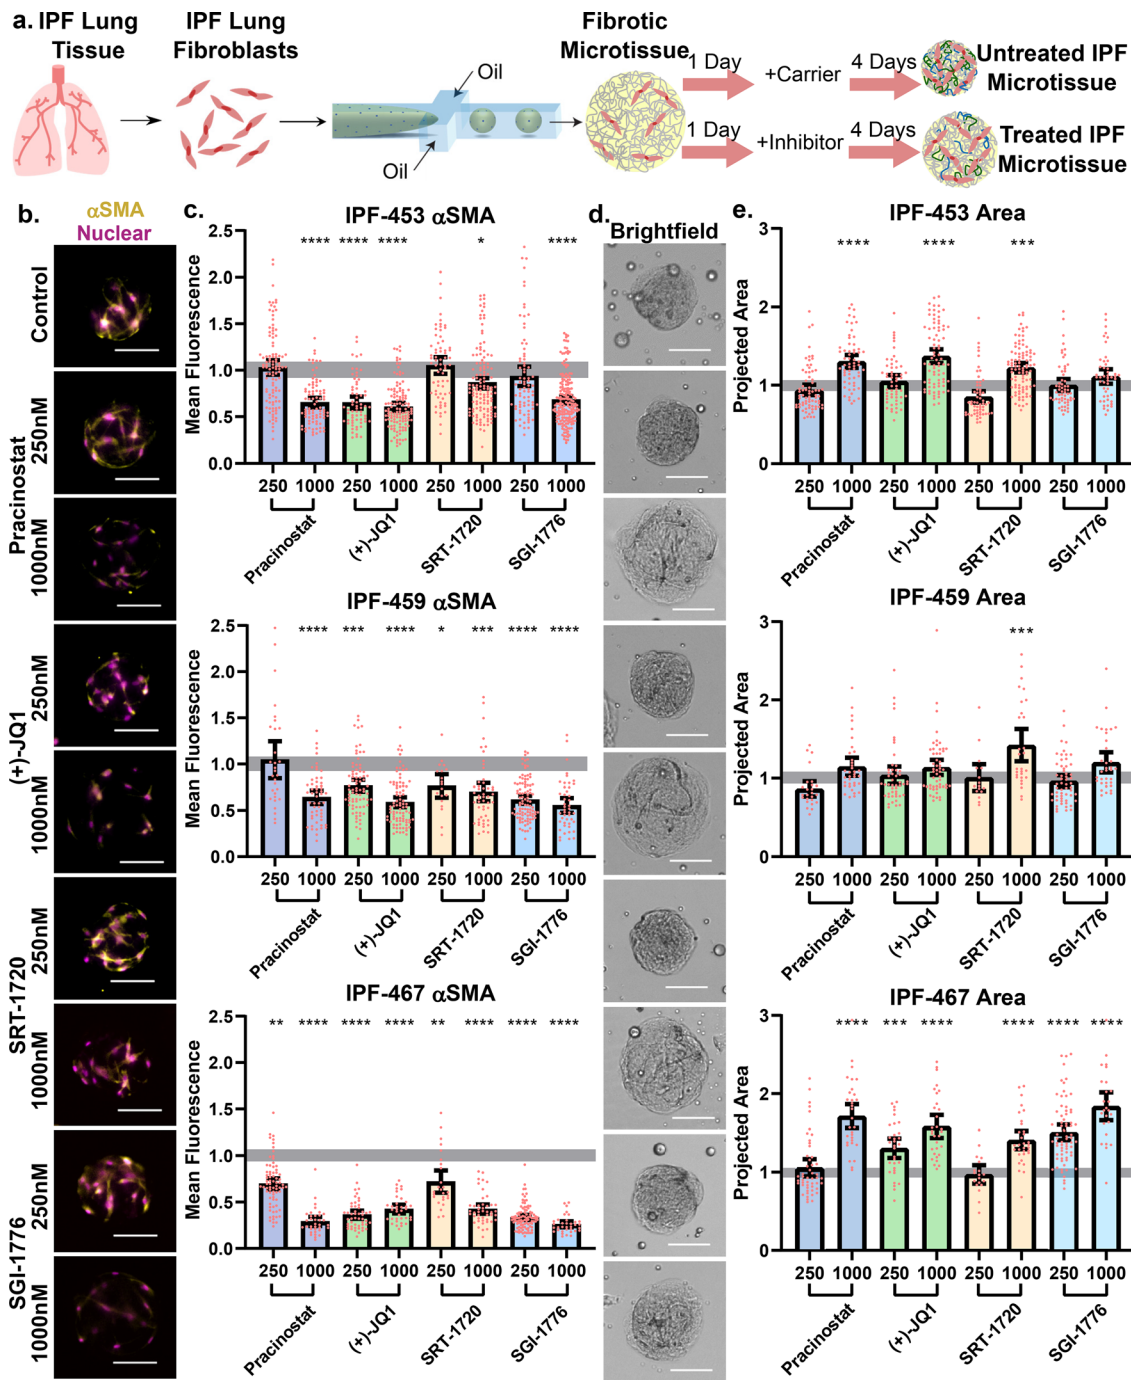 a. IPF Lung Tissue
IPF Lung Fibroblasts
Oil
Oil
Fibrotic Microtissue
1 Day
+Carrier
4 Days
Untreated IPF Microtissue
1 Day
+Inhibitor
4 Days
Treated IPF Microtissue
b.
αSMA
Nuclear
Control
Pracinostat
250nM
1000nM
(+)-JQ1
250nM
1000nM
SRT-1720
250nM
1000nM
SGI-1776
250nM
1000nM
c.
IPF-453 αSMA
Mean Fluorescence
2.5
2.0
1.5
1.0
0.5
0.0
**** **** **** * ****
250 1000 250 1000 250 1000 250 1000
Pracinostat
(+)-JQ1
SRT-1720
SGI-1776
IPF-459 αSMA
Mean Fluorescence
2.5
2.0
1.5
1.0
0.5
0.0
**** *** **** * *** **** ****
250 1000 250 1000 250 1000 250 1000
Pracinostat
(+)-JQ1
SRT-1720
SGI-1776
IPF-467 αSMA
Mean Fluorescence
2.5
2.0
1.5
1.0
0.5
0.0
** **** **** **** ** **** **** ****
250 1000 250 1000 250 1000 250 1000
Pracinostat
(+)-JQ1
SRT-1720
SGI-1776
d.
Brightfield
e.
IPF-453 Area
Projected Area
3
2
1
0
**** **** ***
250 1000 250 1000 250 1000 250 1000
Pracinostat
(+)-JQ1
SRT-1720
SGI-1776
IPF-459 Area
Projected Area
3
2
1
0
***
250 1000 250 1000 250 1000 250 1000
Pracinostat
(+)-JQ1
SRT-1720
SGI-1776
IPF-467 Area
Projected Area
3
2
1
0
**** *** **** **** **** ****
250 1000 250 1000 250 1000 250 1000
Pracinostat
(+)-JQ1
SRT-1720
SGI-1776